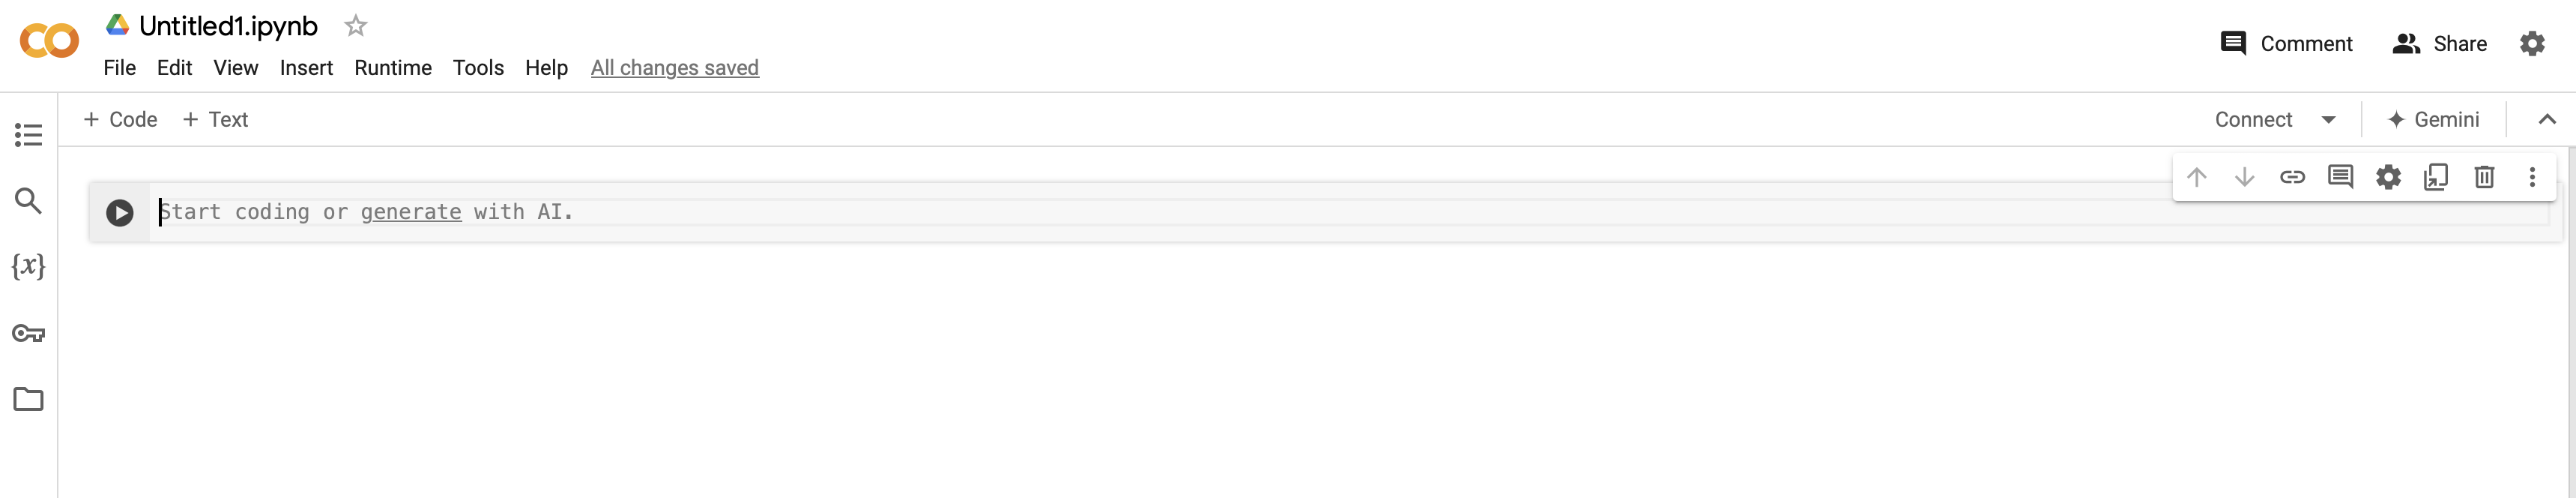 Untitled1.ipynb
File Edit View Insert Runtime Tools Help All changes saved
Comment Share
+ Code + Text
Connect Gemini
Start coding or generate with AI.
{x}